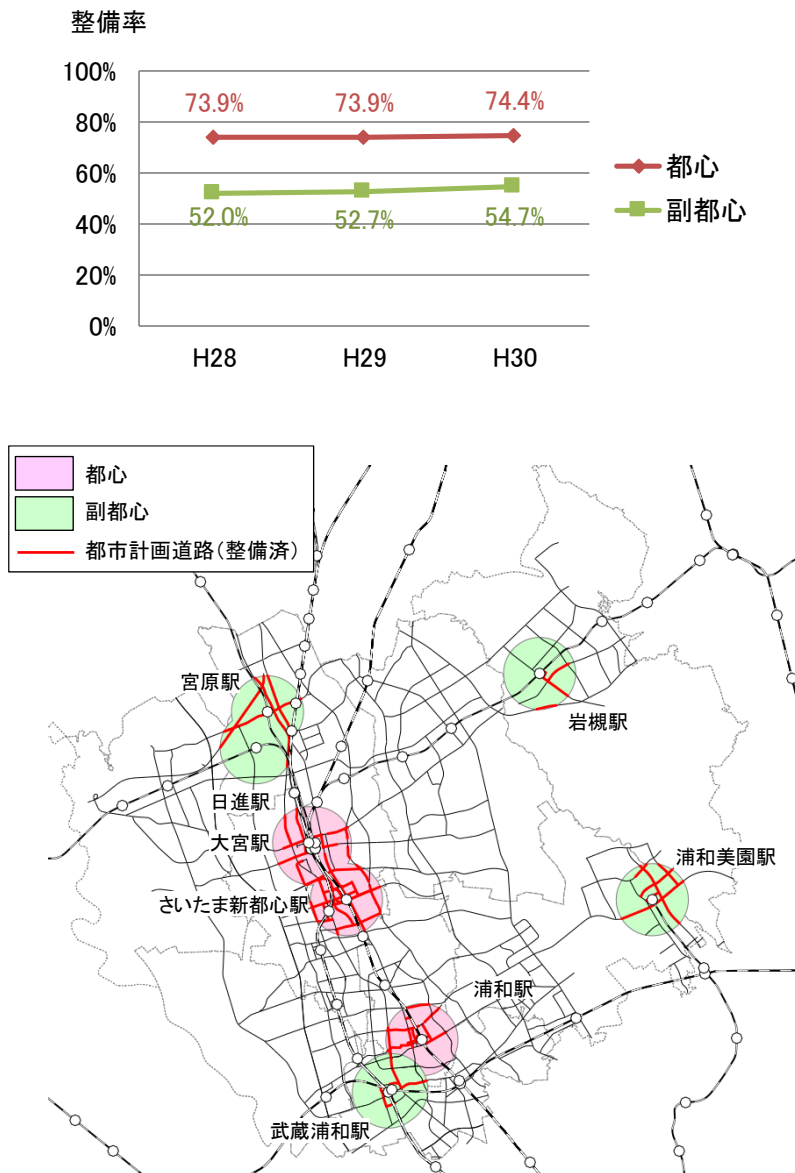 整備率
100%
80%
60%
40%
20%
0%
73.9%
73.9%
74.4%
52.0%
52.7%
54.7%
H28
H29
H30
都心
副都心
都心
副都心
都市計画道路(整備済)
宮原駅
岩槻駅
日進駅
大宮駅
浦和美園駅
さいたま新都心駅
浦和駅
武蔵浦和駅